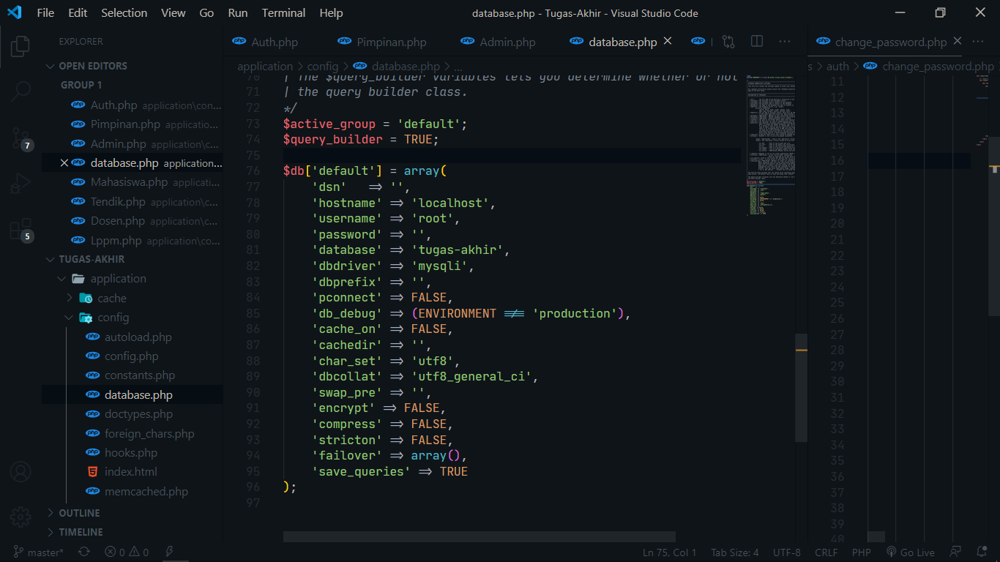 File Edit Selection View Go Run Terminal Help
database.php - Tugas-Akhir - Visual Studio Code
EXPLORER
OPEN EDITORS
GROUP 1
Auth.php application\con...
Pimpinan.php applicatio...
Admin.php application\c...
database.php application...
Mahasiswa.php applicati...
Tendik.php application\c...
Dosen.php application\c...
Lppm.php application\co...
TUGAS-AKHIR
application
cache
config
autoload.php
config.php
constants.php
database.php
doctypes.php
foreign_chars.php
hooks.php
index.html
memcached.php
OUTLINE
TIMELINE
7
5
Auth.php Pimpinan.php Admin.php database.php
application > config > database.php > ...
70 | The $query_builder variables lets you determine whether or not
71 | the query builder class.
72 */
73 $active_group = 'default';
74 $query_builder = TRUE;
75
76 $db['default'] = array(
77 'dsn' => '',
78 'hostname' => 'localhost',
79 'username' => 'root',
80 'password' => '',
81 'database' => 'tugas-akhir',
82 'dbdriver' => 'mysqli',
83 'dbprefix' => '',
84 'pconnect' => FALSE,
85 'db_debug' => (ENVIRONMENT !== 'production'),
86 'cache_on' => FALSE,
87 'cachedir' => '',
88 'char_set' => 'utf8',
89 'dbcollat' => 'utf8_general_ci',
90 'swap_pre' => '',
91 'encrypt' => FALSE,
92 'compress' => FALSE,
93 'stricton' => FALSE,
94 'failover' => array(),
95 'save_queries' => TRUE
96 );
97
change_password.php
s > auth > change_password.php >
11
12
13
14
15
16
17
18
19
20
21
22
23
24
25
26
27
28
29
30
31
32
33
34
35
36
37
38
39
40
master* 0 0
Ln 75, Col 1 Tab Size: 4 UTF-8 CRLF PHP Go Live